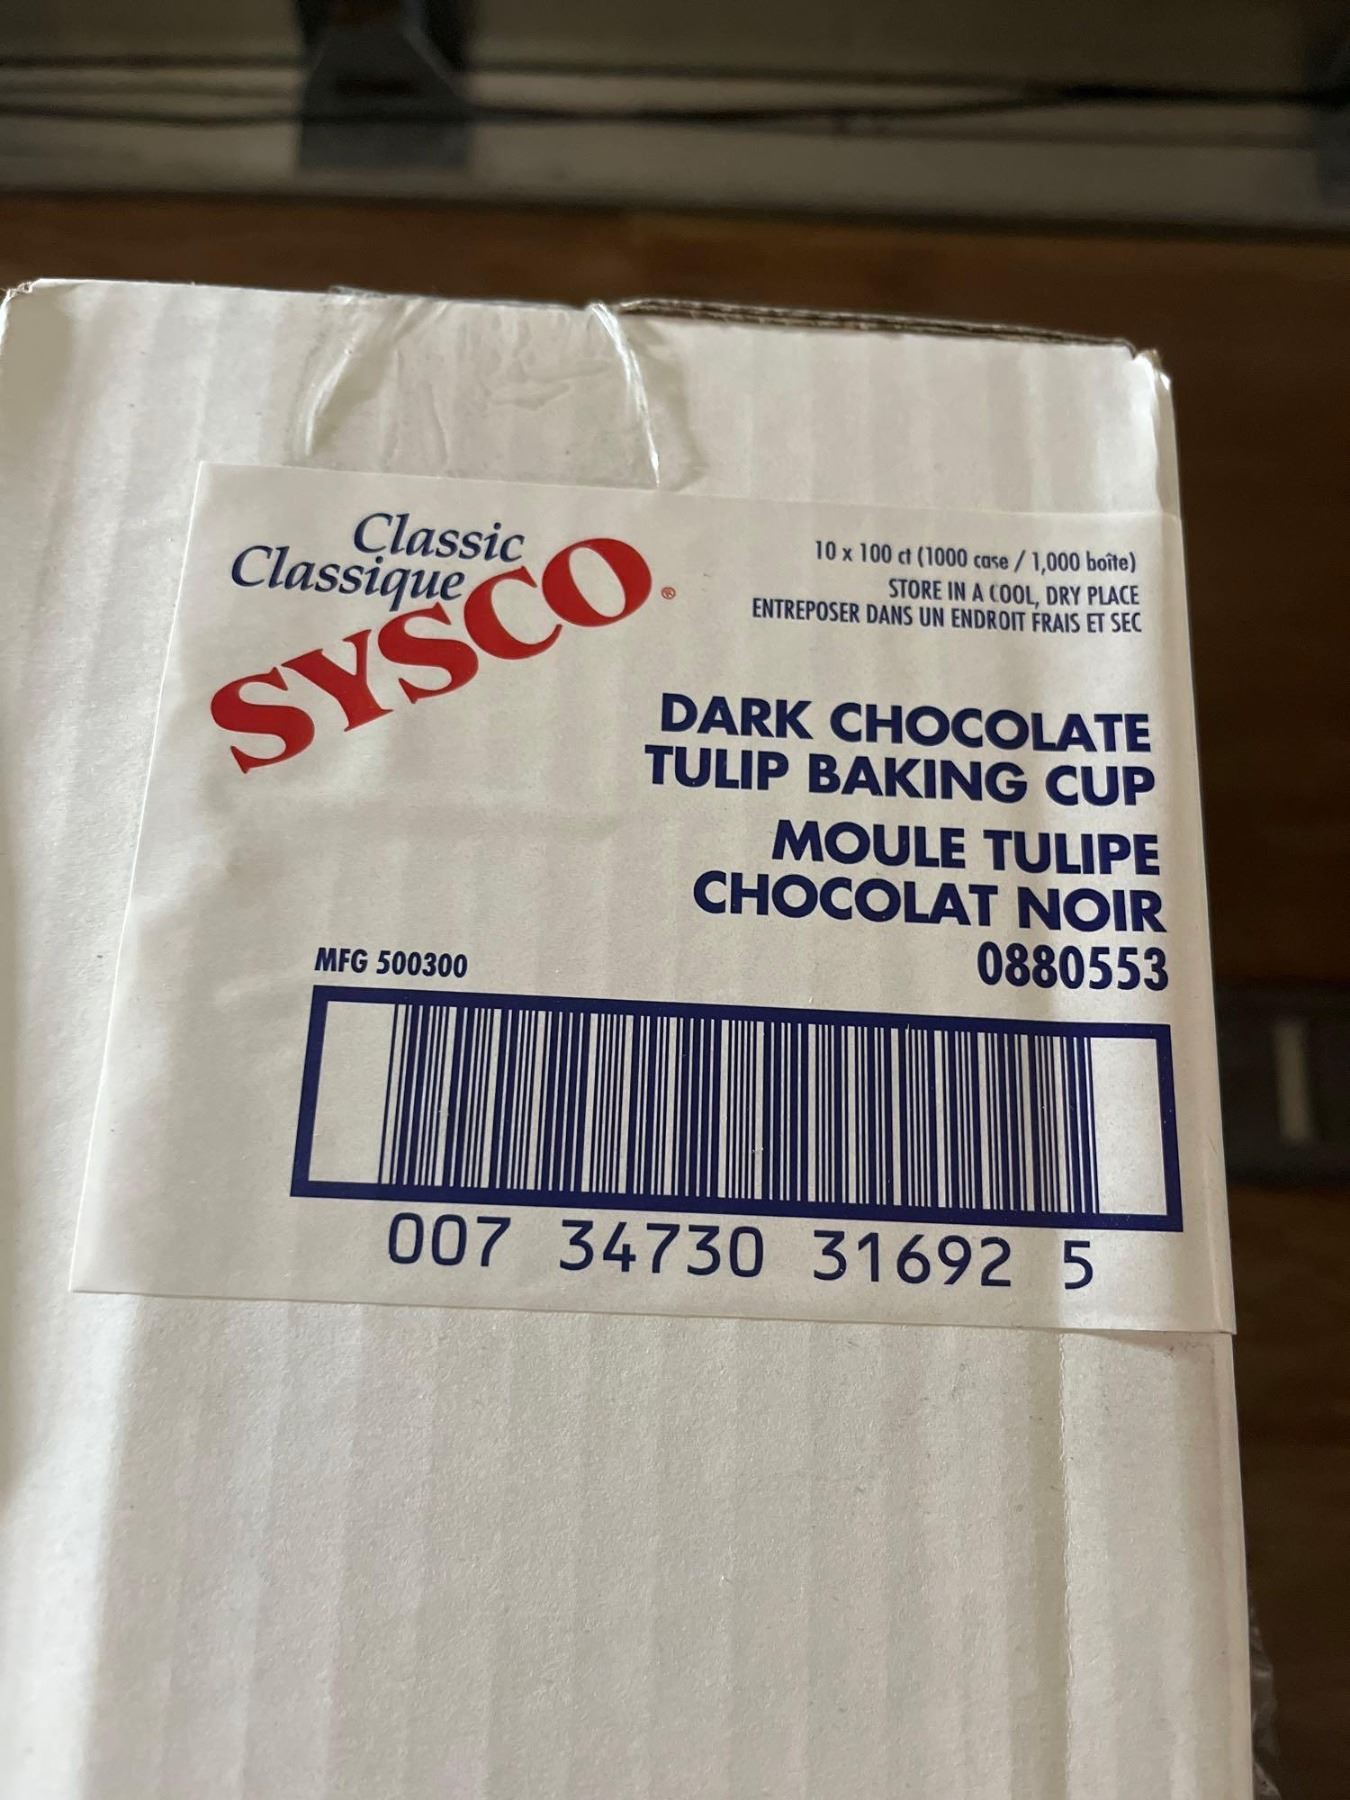 Classic
Classique
SYSCO®
10 x 100 ct (1000 case / 1,000 boîte)
STORE IN A COOL, DRY PLACE
ENTREPOSER DANS UN ENDROIT FRAIS ET SEC
DARK CHOCOLATE
TULIP BAKING CUP
MOULE TULIPE
CHOCOLAT NOIR
0880553
MFG 500300
007 34730 31692 5